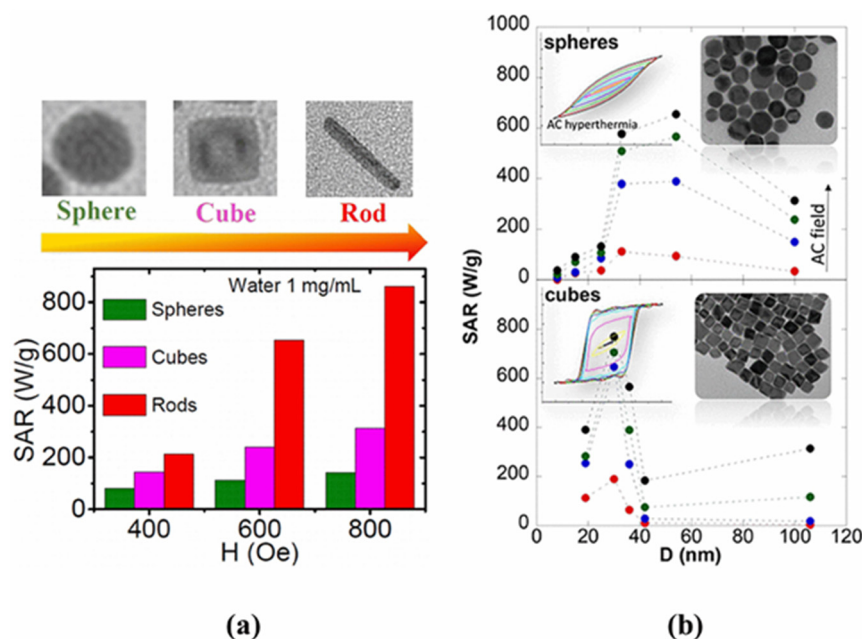 Sphere
Cube
Rod
Water 1 mg/mL
Spheres
Cubes
Rods
SAR (W/g)
800
600
400
200
0
400
600
800
H (Oe)
(a)
1000
800
600
400
200
0
spheres
AC hyperthermia
AC field
SAR (W/g)
cubes
800
600
400
200
0
0
20
40
60
80
100
120
D (nm)
(b)